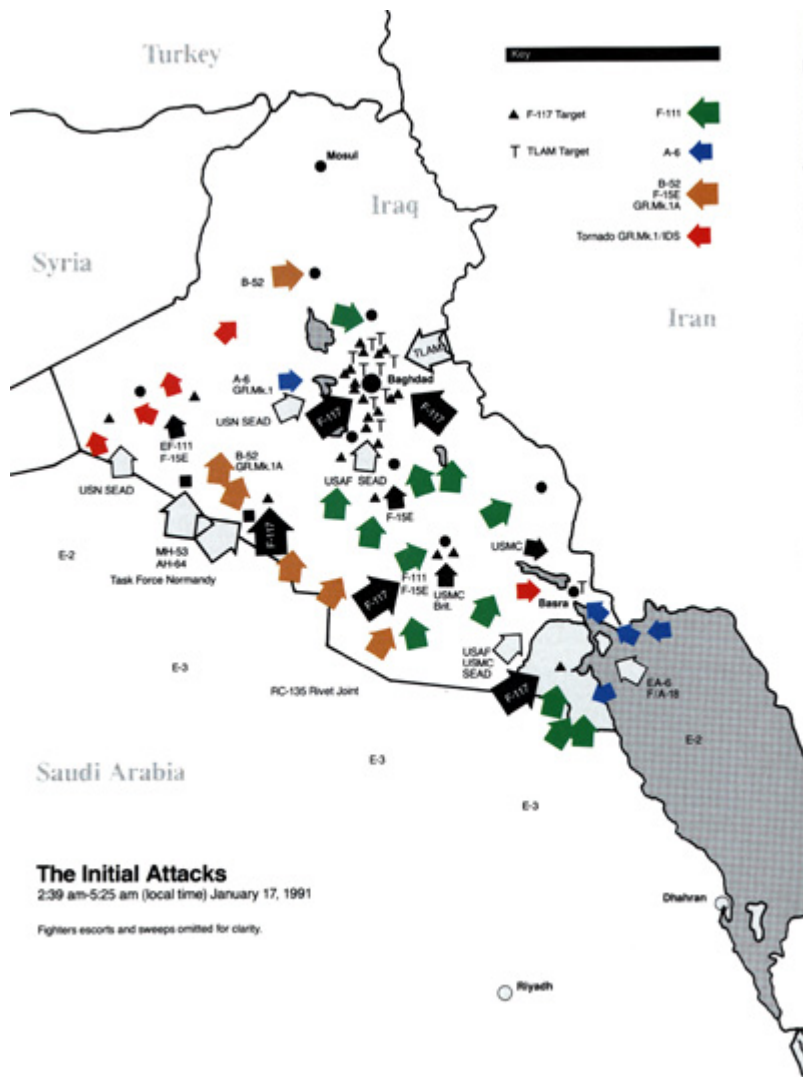 Turkey
Key
F-117 Target
F-111
TLAM Target
A-6
B-52
F-15E
GR.Mk.1A
Tornado GR.Mk.1/IDS
Mosul
Iraq
Syria
Iran
B-52
TLAM
T
T
T
T
T
T
T
T
T
Baghdad
A-6
GR.Mk.1
USN SEAD
F-117
F-117
EF-111
F-15E
B-52
GR.Mk.1A
USAF SEAD
USN SEAD
F-15E
F-117
MH-53
AH-64
Task Force Normandy
E-2
USMC
F-111
F-15E
USMC
Brit.
F-117
T
Basra
E-3
RC-135 Rivet Joint
USAF
USMC
SEAD
F-117
EA-6
F/A-18
E-2
Saudi Arabia
E-3
E-3
The Initial Attacks
2:39 am-5:25 am (local time) January 17, 1991
Fighters escorts and sweeps omitted for clarity.
Dhahran
Riyadh